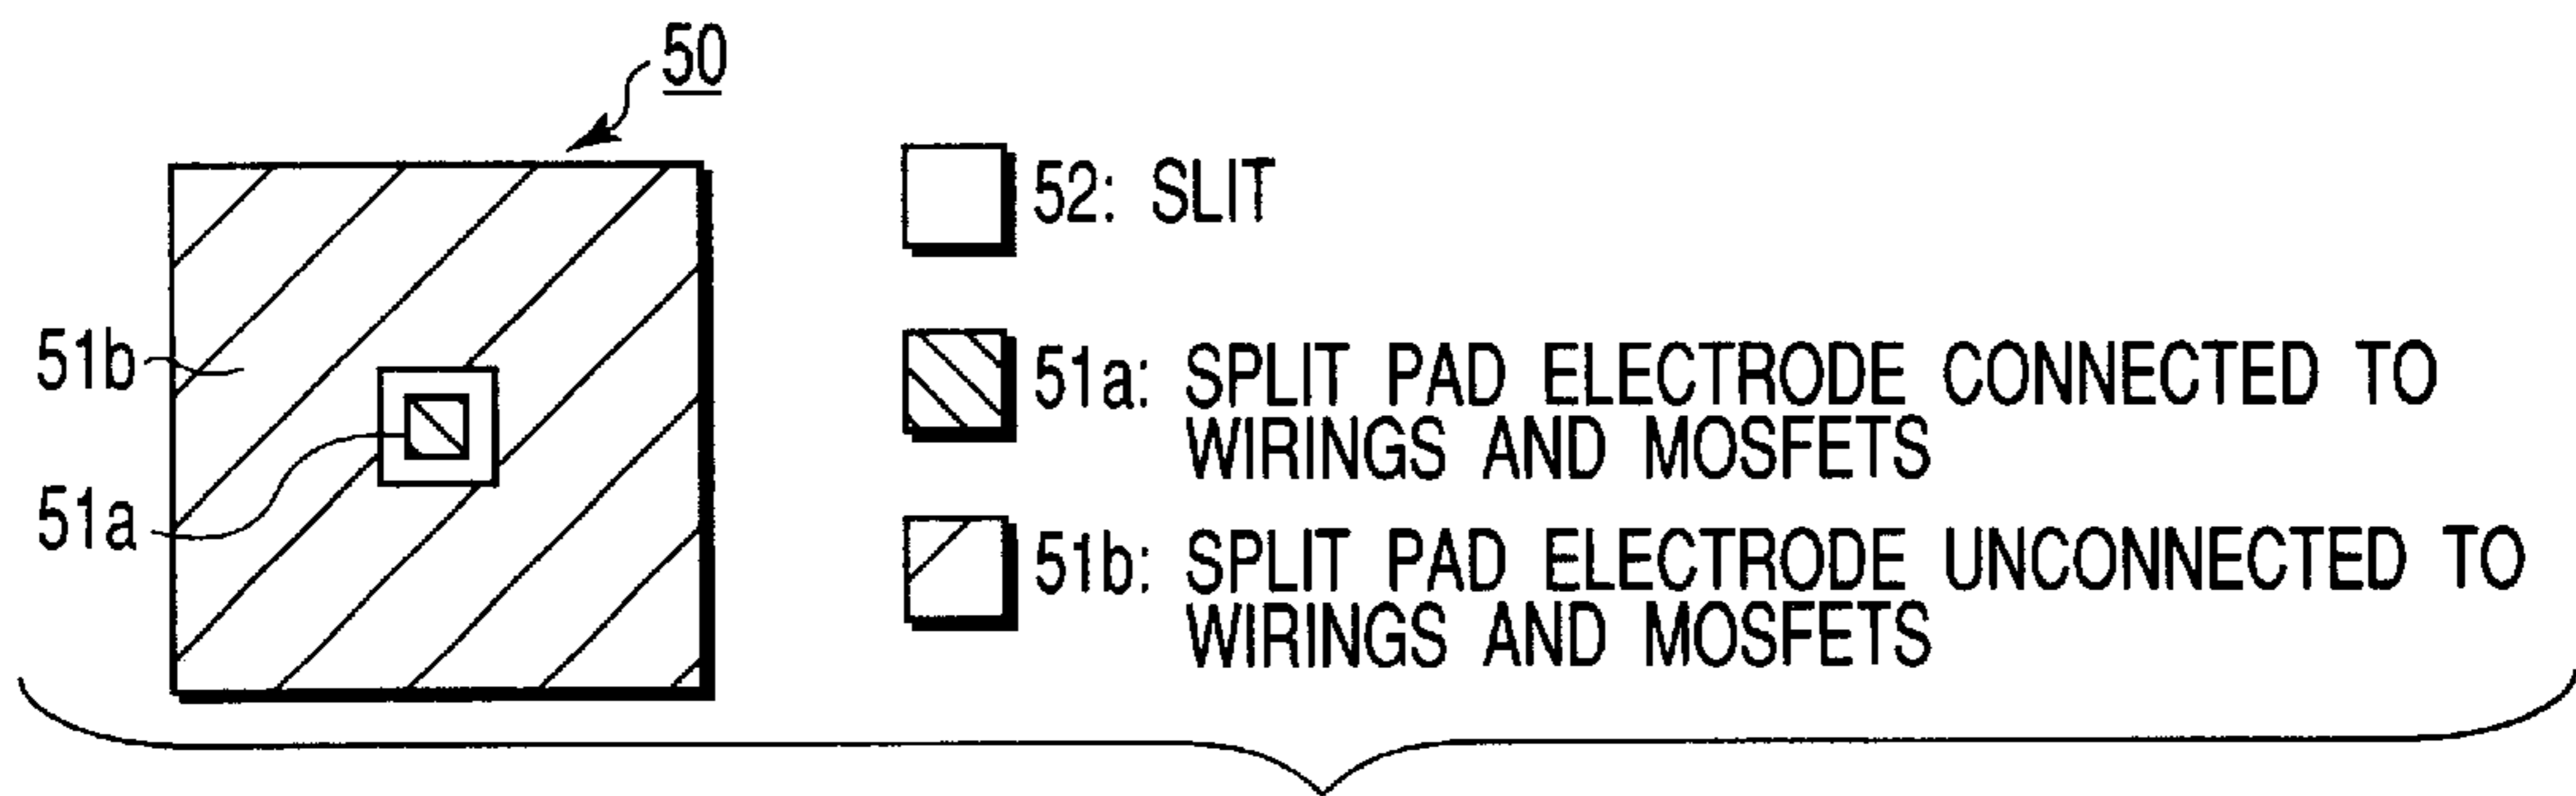 50
52: SLIT
51b
51a: SPLIT PAD ELECTRODE CONNECTED TO
WIRINGS AND MOSFETS
51a
51b: SPLIT PAD ELECTRODE UNCONNECTED TO
WIRINGS AND MOSFETS